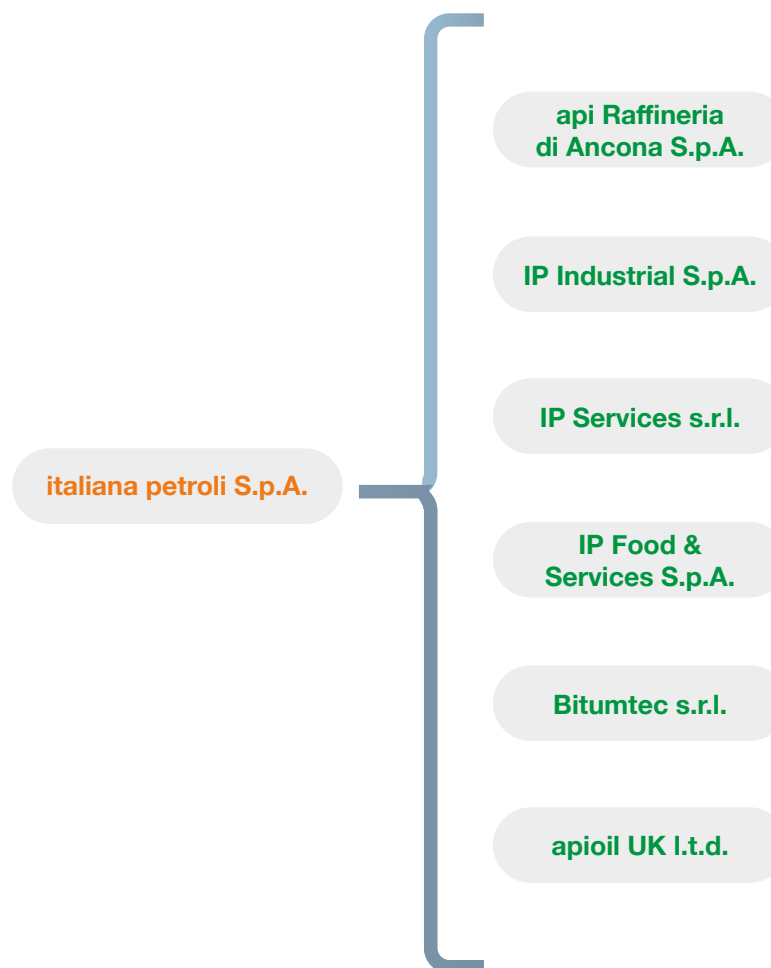 api Raffineria
di Ancona S.p.A.
IP Industrial S.p.A.
IP Services s.r.l.
italiana petroli S.p.A.
IP Food &
Services S.p.A.
Bitumtec s.r.l.
apioil UK l.t.d.